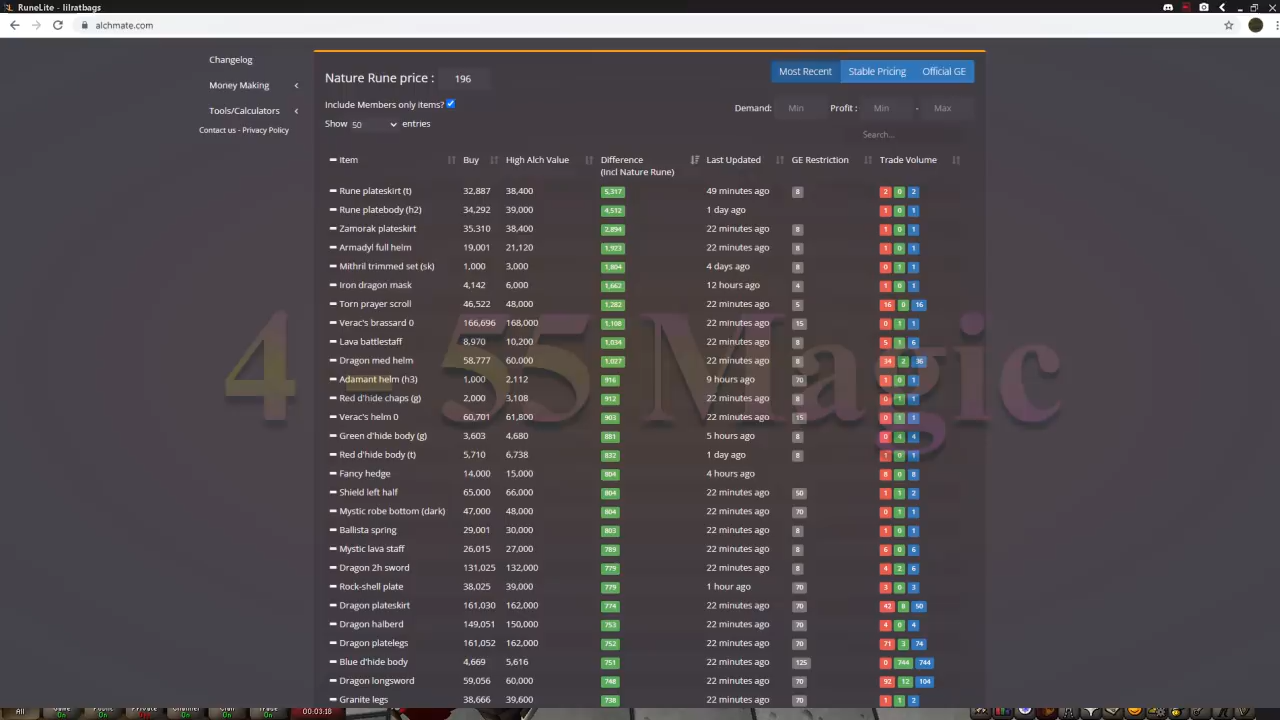 RuneLite - lilratbags
alchmate.com
Changelog
Money Making
Tools/Calculators
Contact us - Privacy Policy
Nature Rune price : 196
Most Recent Stable Pricing Official GE
Include Members only items?
Demand: Min Profit : Min - Max
Show 50 entries
Search...
Item Buy High Alch Value Difference (Incl Nature Rune) Last Updated GE Restriction Trade Volume
Rune plateskirt (t) 32,887 38,400 5,317 49 minutes ago 8 2 0 2
Rune platebody (h2) 34,292 39,000 4,512 1 day ago 1 0 1
Zamorak plateskirt 35,310 38,400 2,894 22 minutes ago 8 1 0 1
Armadyl full helm 19,001 21,120 1,923 22 minutes ago 8 1 0 1
Mithril trimmed set (sk) 1,000 3,000 1,804 4 days ago 8 0 1 1
Iron dragon mask 4,142 6,000 1,662 12 hours ago 4 1 0 1
Torn prayer scroll 46,522 48,000 1,282 22 minutes ago 5 16 0 16
Verac's brassard 0 166,696 168,000 1,108 22 minutes ago 15 0 1 1
Lava battlestaff 8,970 10,200 1,034 22 minutes ago 8 5 1 6
Dragon med helm 58,777 60,000 1,027 22 minutes ago 8 34 2 36
4 - 55 Magic
Adamant helm (h3) 1,000 2,112 916 9 hours ago 70 1 0 1
Red d'hide chaps (g) 2,000 3,108 912 22 minutes ago 8 0 1 1
Verac's helm 0 60,701 61,800 903 22 minutes ago 15 0 1 1
Green d'hide body (g) 3,603 4,680 881 5 hours ago 8 0 4 4
Red d'hide body (t) 5,710 6,738 832 1 day ago 8 1 0 1
Fancy hedge 14,000 15,000 804 4 hours ago 8 0 8
Shield left half 65,000 66,000 804 22 minutes ago 50 1 1 2
Mystic robe bottom (dark) 47,000 48,000 804 22 minutes ago 70 0 1 1
Ballista spring 29,001 30,000 803 22 minutes ago 8 1 0 1
Mystic lava staff 26,015 27,000 789 22 minutes ago 8 6 0 6
Dragon 2h sword 131,025 132,000 779 22 minutes ago 8 4 2 6
Rock-shell plate 38,025 39,000 779 1 hour ago 70 3 0 3
Dragon plateskirt 161,030 162,000 774 22 minutes ago 70 42 8 50
Dragon halberd 149,051 150,000 753 22 minutes ago 70 4 0 4
Dragon platelegs 161,052 162,000 752 22 minutes ago 70 71 3 74
Blue d'hide body 4,669 5,616 751 22 minutes ago 125 0 744 744
Dragon longsword 59,056 60,000 748 22 minutes ago 70 92 12 104
Granite legs 38,666 39,600 738 22 minutes ago 70 1 1 2
All On On On On 00:03:18